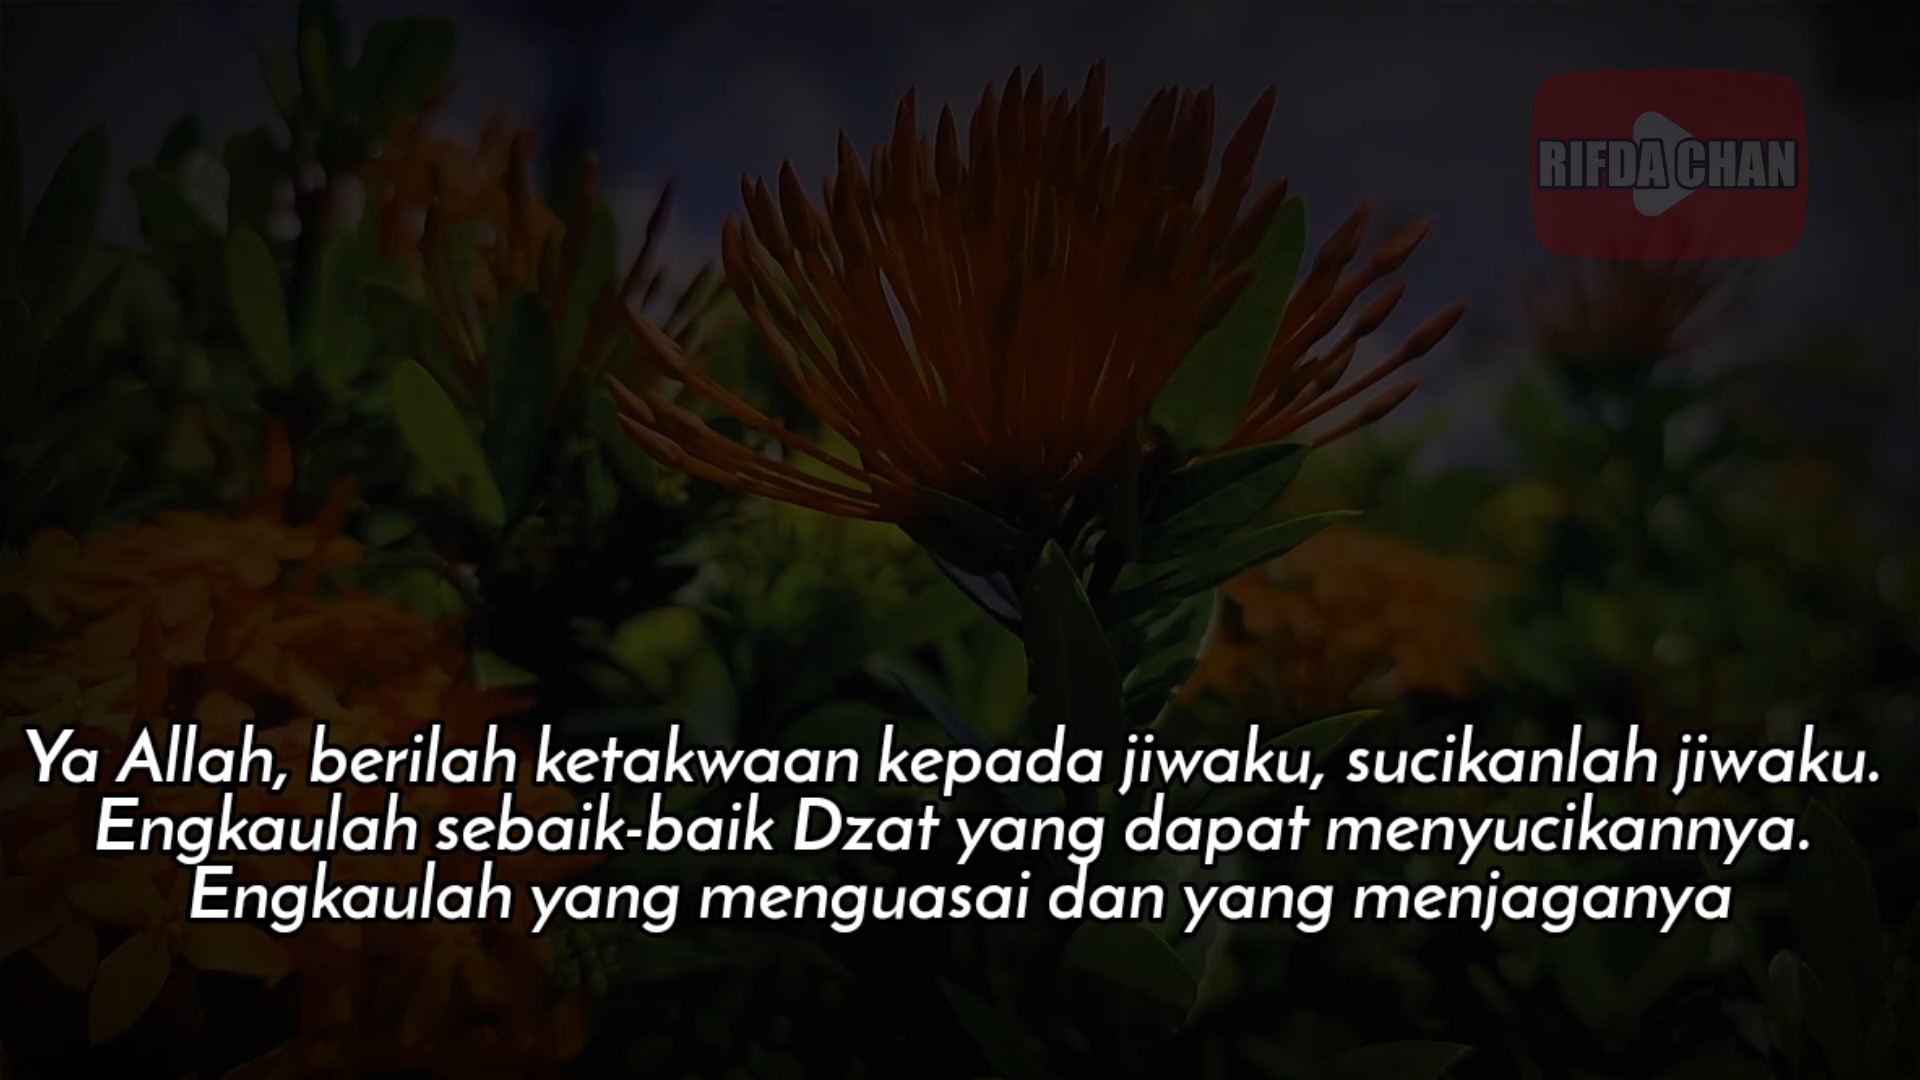 RIFDA CHAN
Ya Allah, berilah ketakwaan kepada jiwaku, sucikanlah jiwaku.
Engkaulah sebaik-baik Dzat yang dapat menyucikannya.
Engkaulah yang menguasai dan yang menjaganya